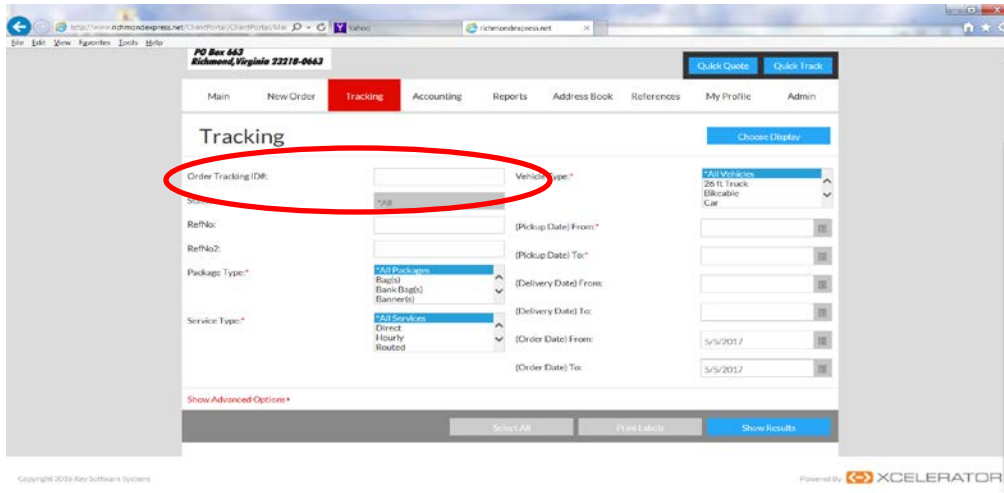 http://www.richmondexpress.net/ClientPortal/ClientPortal/Mai
Yahoo
richmondexpress.net
File Edit View Favorites Tools Help
PO Box 663
Richmond, Virginia 23218-0663
Quick Quote Quick Track
Main New Order Tracking Accounting Reports Address Book References My Profile Admin
Tracking
Choose Display
Order Tracking ID#:
Vehicle Type:*
*All Vehicles
26 ft Truck
Bikeable
Car
*All
RefNo:
(Pickup Date) From:*
RefNo2:
(Pickup Date) To:*
Package Type:*
*All Packages
Bag(s)
Bank Bag(s)
Banner(s)
(Delivery Date) From:
(Delivery Date) To:
Service Type:*
*All Services
Direct
Hourly
Routed
(Order Date) From:
5/5/2017
(Order Date) To:
5/5/2017
Show Advanced Options
Select All Print Labels Show Results
Copyright 2016 Key Software Systems
Powered By XCELERATOR